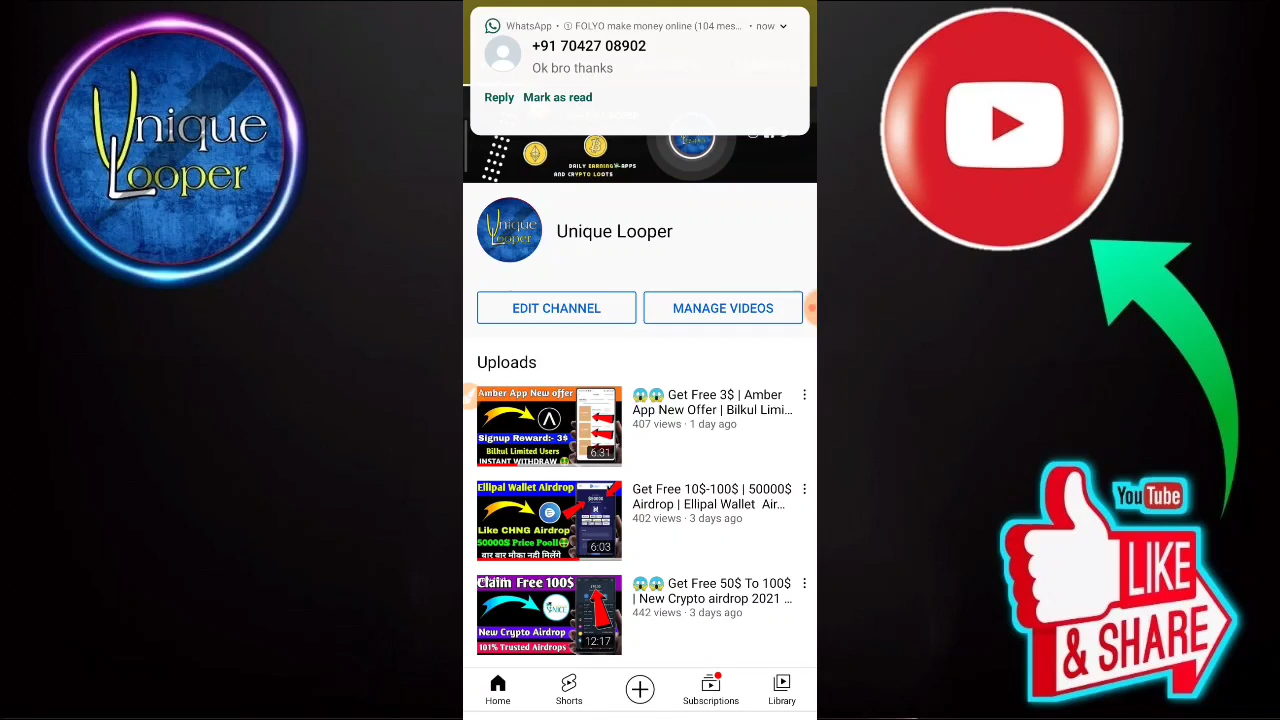 Unique
Looper
WhatsApp • ① FOLYO make money online (104 mes... • now
+91 70427 08902
Ok bro thanks
Reply Mark as read
DAILY EARNING APPS
AND CRYPTO LOOTS
Unique Looper
Unique Looper
EDIT CHANNEL MANAGE VIDEOS
Uploads
Amber App New offer
Signup Reward:- 3$
Bilkul Limited Users
INSTANT WITHDRAW 🤑
6:31
😱😱 Get Free 3$ | Amber
App New Offer | Bilkul Limi...
407 views · 1 day ago
Ellipal Wallet Airdrop
Like CHNG Airdrop
50000$ Price Pooll🤑
बार बार मौका नही मिलेंगे
6:03
Get Free 10$-100$ | 50000$
Airdrop | Ellipal Wallet Air...
402 views · 3 days ago
Claim Free 100$
New Crypto Airdrop
101% Trusted Airdrops
12:17
😱😱 Get Free 50$ To 100$
| New Crypto airdrop 2021 ...
442 views · 3 days ago
Home Shorts Subscriptions Library
YouTube
LIKE
& SHARE